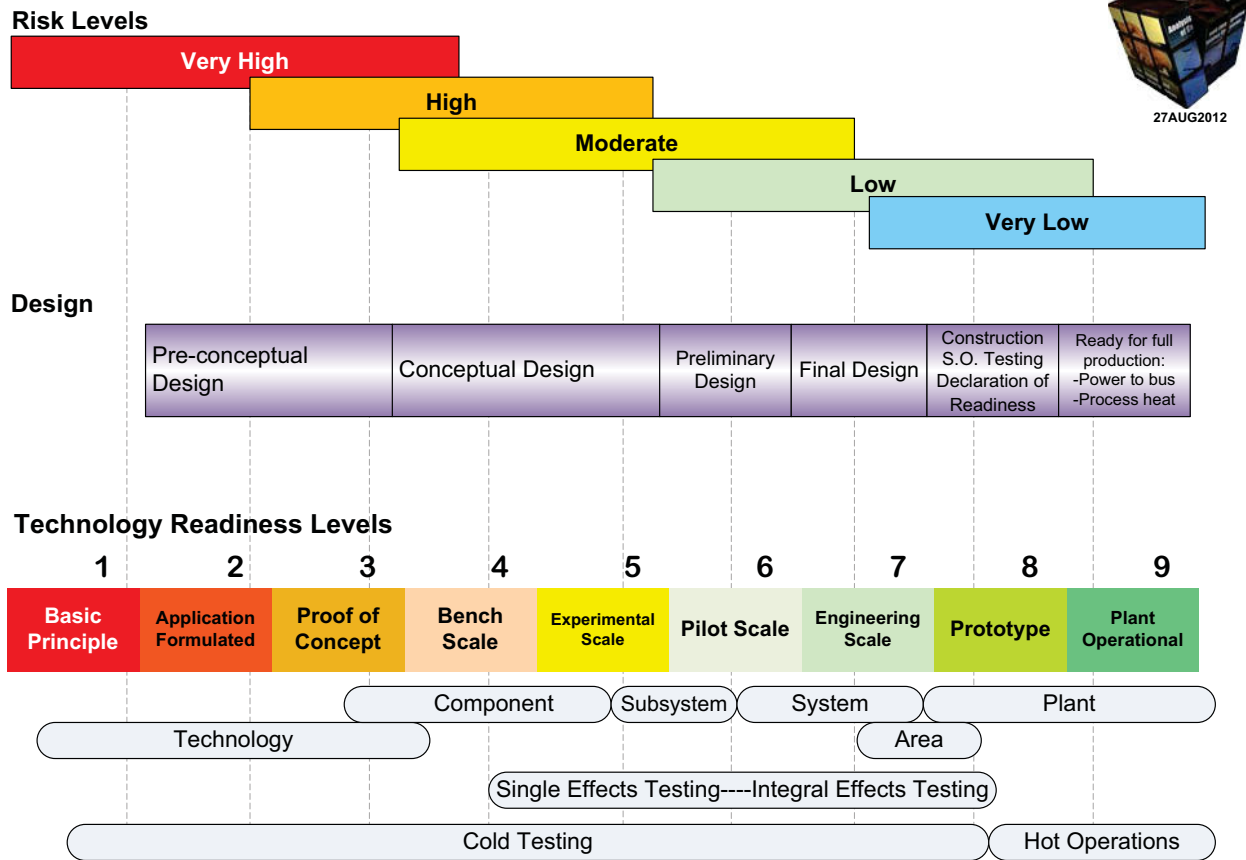 Risk Levels
Very High
High
Moderate
Low
Very Low
Analysis
27AUG2012
Design
Pre-conceptual
Design
Conceptual Design
Preliminary
Design
Final Design
Construction
S.O. Testing
Declaration of
Readiness
Ready for full
production:
-Power to bus
-Process heat
Technology Readiness Levels
1 2 3 4 5 6 7 8 9
Basic
Principle
Application
Formulated
Proof of
Concept
Bench
Scale
Experimental
Scale
Pilot Scale
Engineering
Scale
Prototype
Plant
Operational
Component
Subsystem
System
Plant
Technology
Area
Single Effects Testing----Integral Effects Testing
Cold Testing
Hot Operations